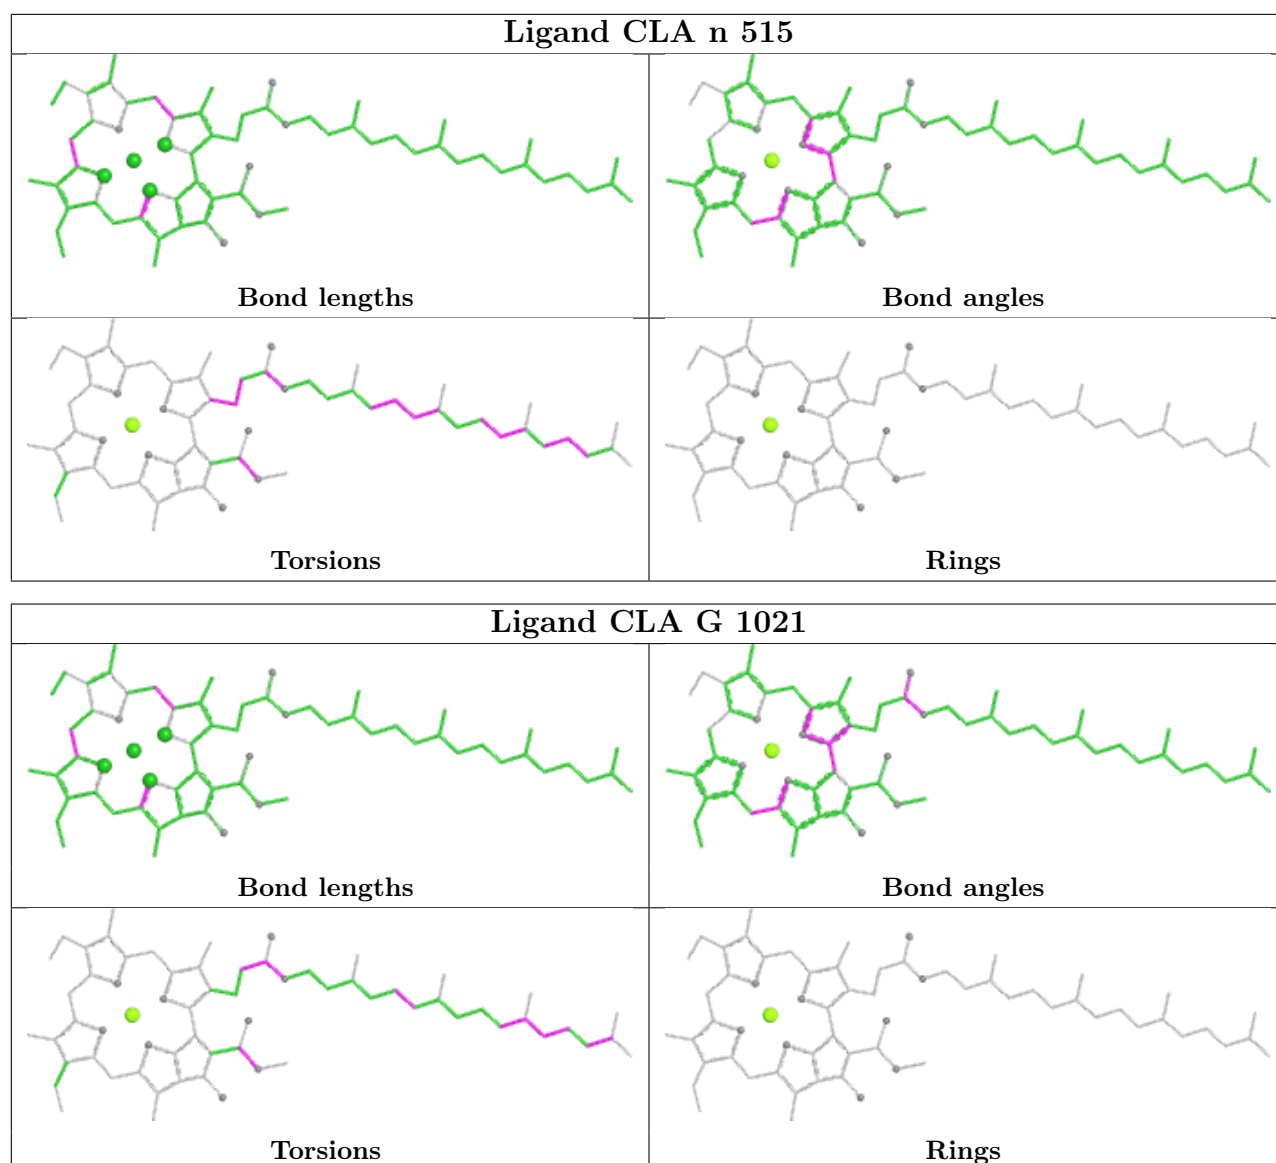 Ligand CLA n 515
Bond lengths
Bond angles
Torsions
Rings
Ligand CLA G 1021
Bond lengths
Bond angles
Torsions
Rings